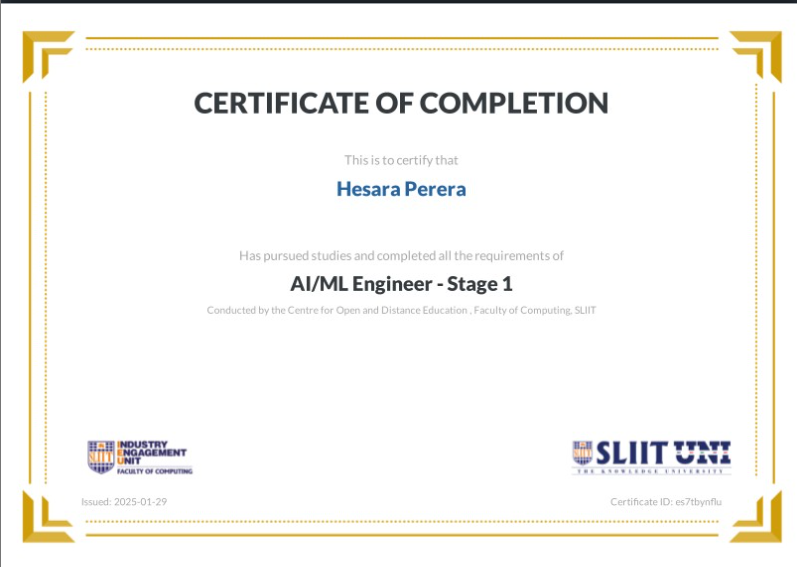 CERTIFICATE OF COMPLETION
This is to certify that
Hesara Perera
Has pursued studies and completed all the requirements of
AI/ML Engineer - Stage 1
Conducted by the Centre for Open and Distance Education , Faculty of Computing, SLIIT
SLIIT
INDUSTRY
ENGAGEMENT
UNIT
FACULTY OF COMPUTING
SLIIT UNI
THE KNOWLEDGE UNIVERSITY
Issued: 2025-01-29
Certificate ID: es7tbynflu